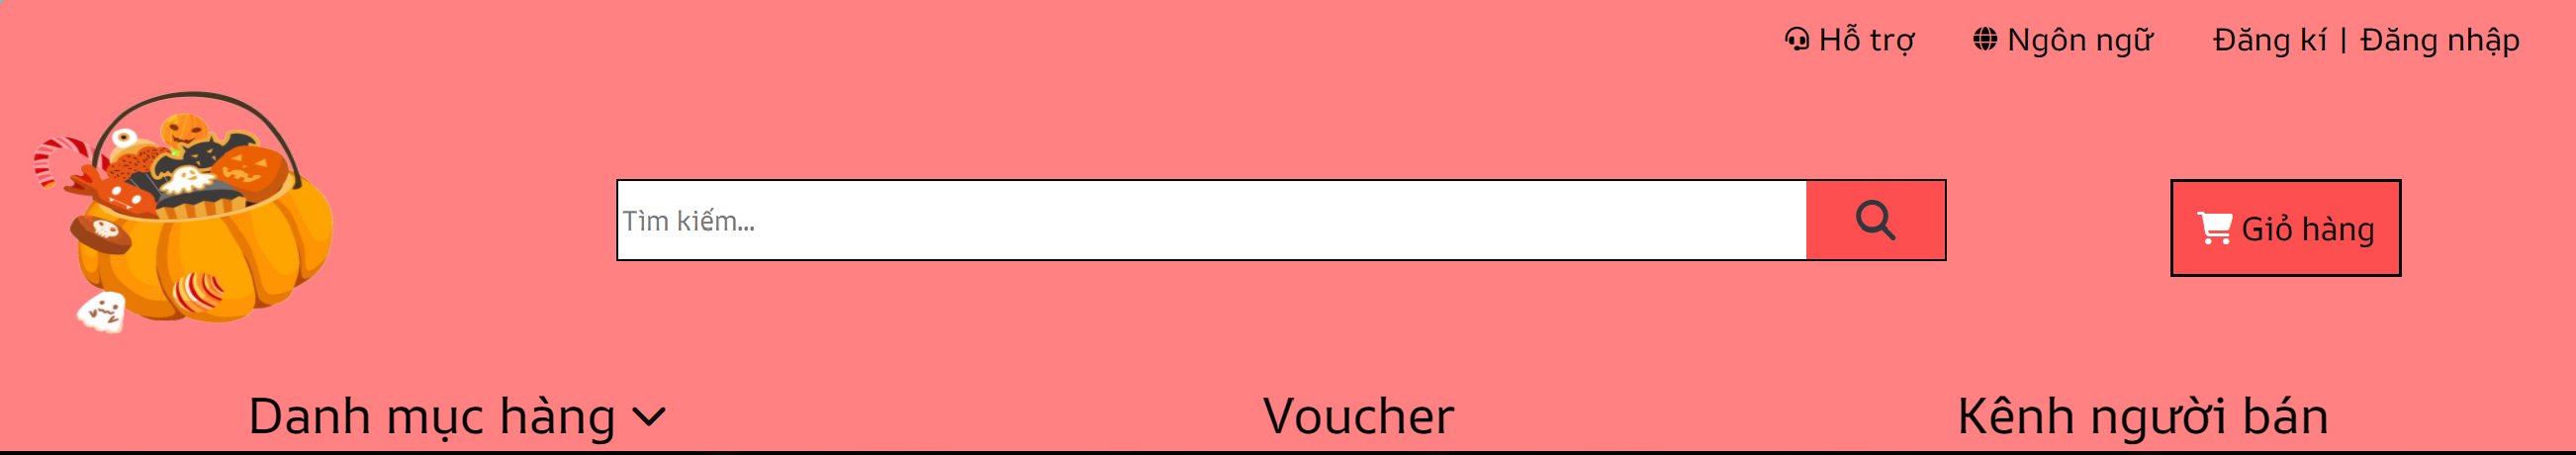 Hỗ trợ Ngôn ngữ Đăng kí | Đăng nhập
Tìm kiếm...
Giỏ hàng
Danh mục hàng Voucher Kênh người bán